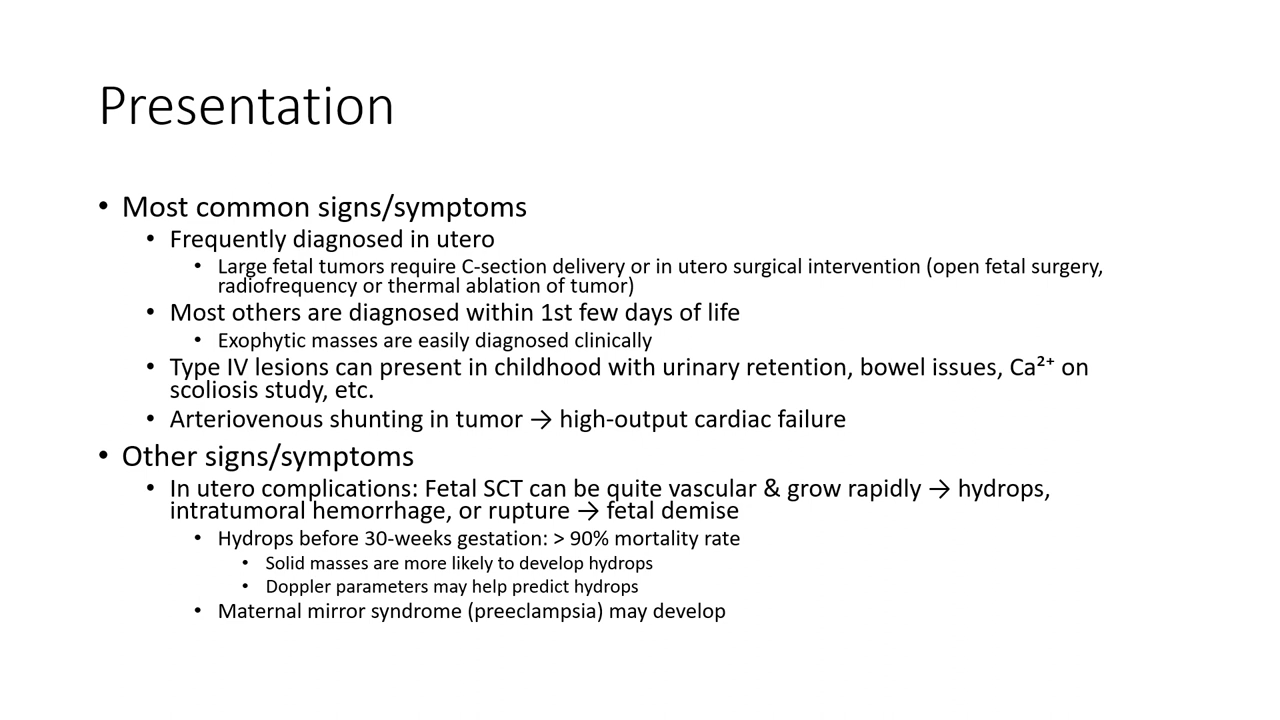 Presentation
• Most common signs/symptoms
• Frequently diagnosed in utero
• Large fetal tumors require C-section delivery or in utero surgical intervention (open fetal surgery,
radiofrequency or thermal ablation of tumor)
• Most others are diagnosed within 1st few days of life
• Exophytic masses are easily diagnosed clinically
• Type IV lesions can present in childhood with urinary retention, bowel issues, Ca²⁺ on
scoliosis study, etc.
• Arteriovenous shunting in tumor → high-output cardiac failure
• Other signs/symptoms
• In utero complications: Fetal SCT can be quite vascular & grow rapidly → hydrops,
intratumoral hemorrhage, or rupture → fetal demise
• Hydrops before 30-weeks gestation: > 90% mortality rate
• Solid masses are more likely to develop hydrops
• Doppler parameters may help predict hydrops
• Maternal mirror syndrome (preeclampsia) may develop